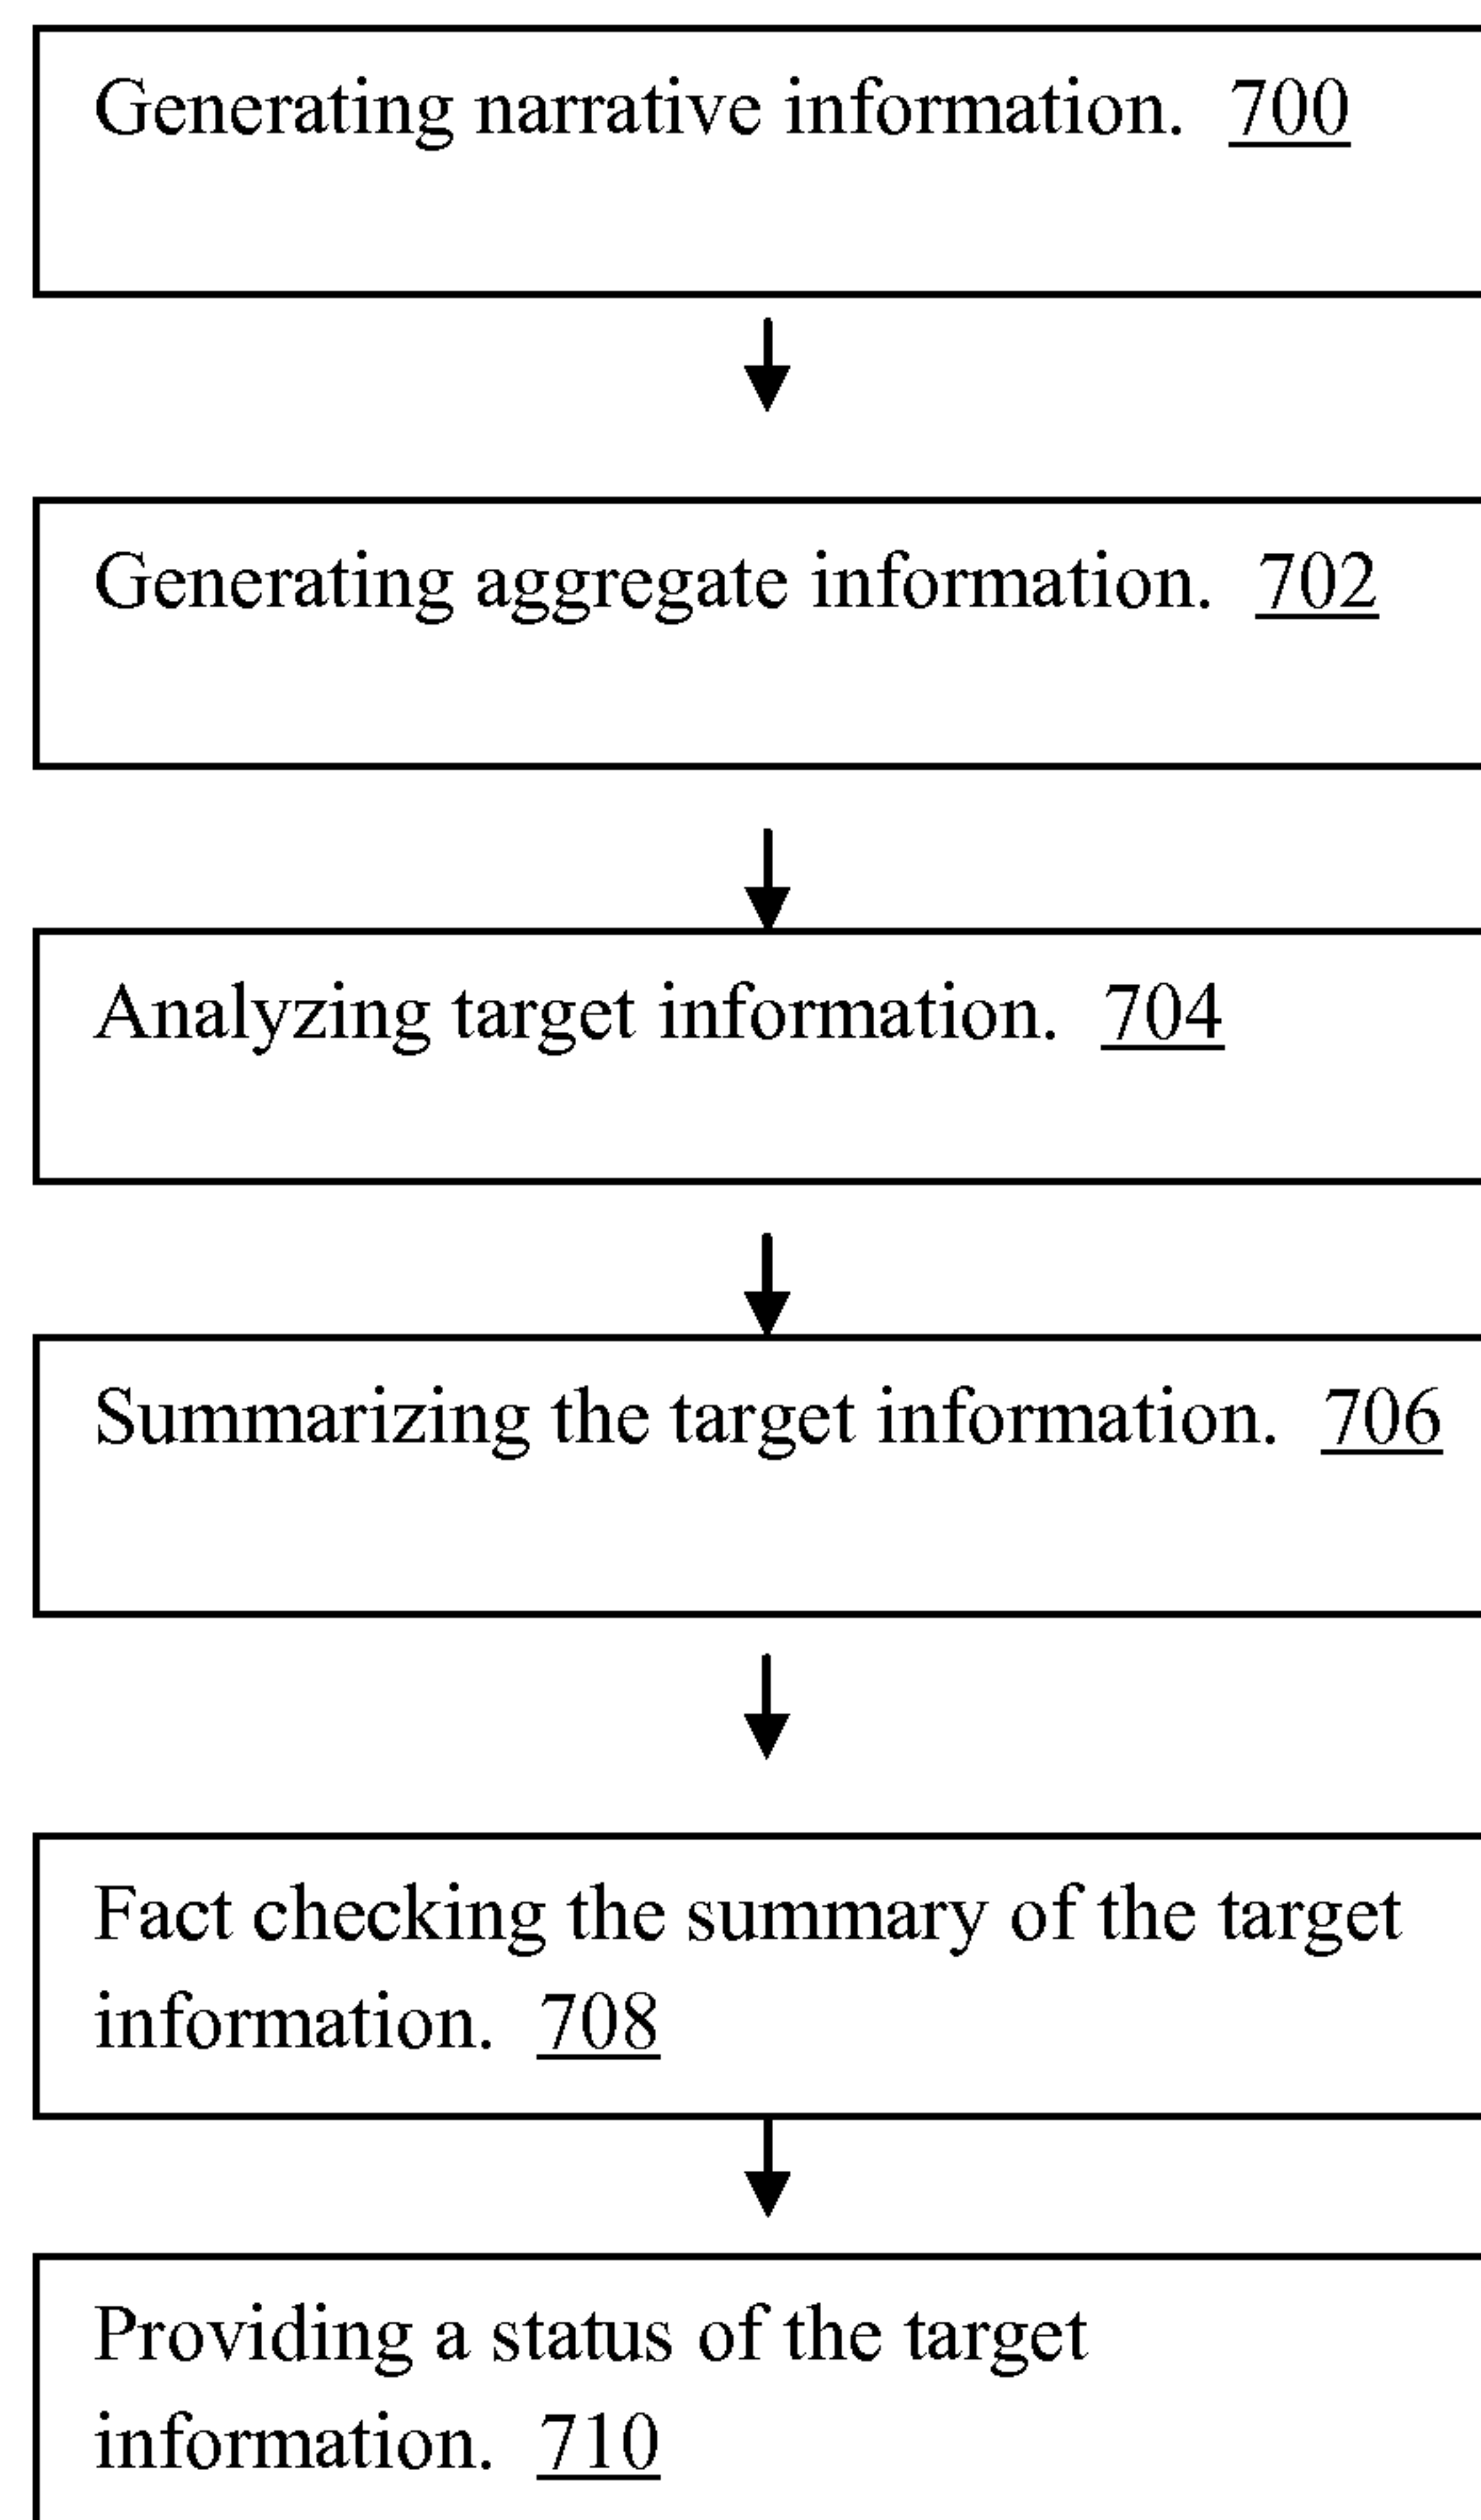 Generating narrative information. 700
Generating aggregate information. 702
Analyzing target information. 704
Summarizing the target information. 706
Fact checking the summary of the target
information. 708
Providing a status of the target
information. 710